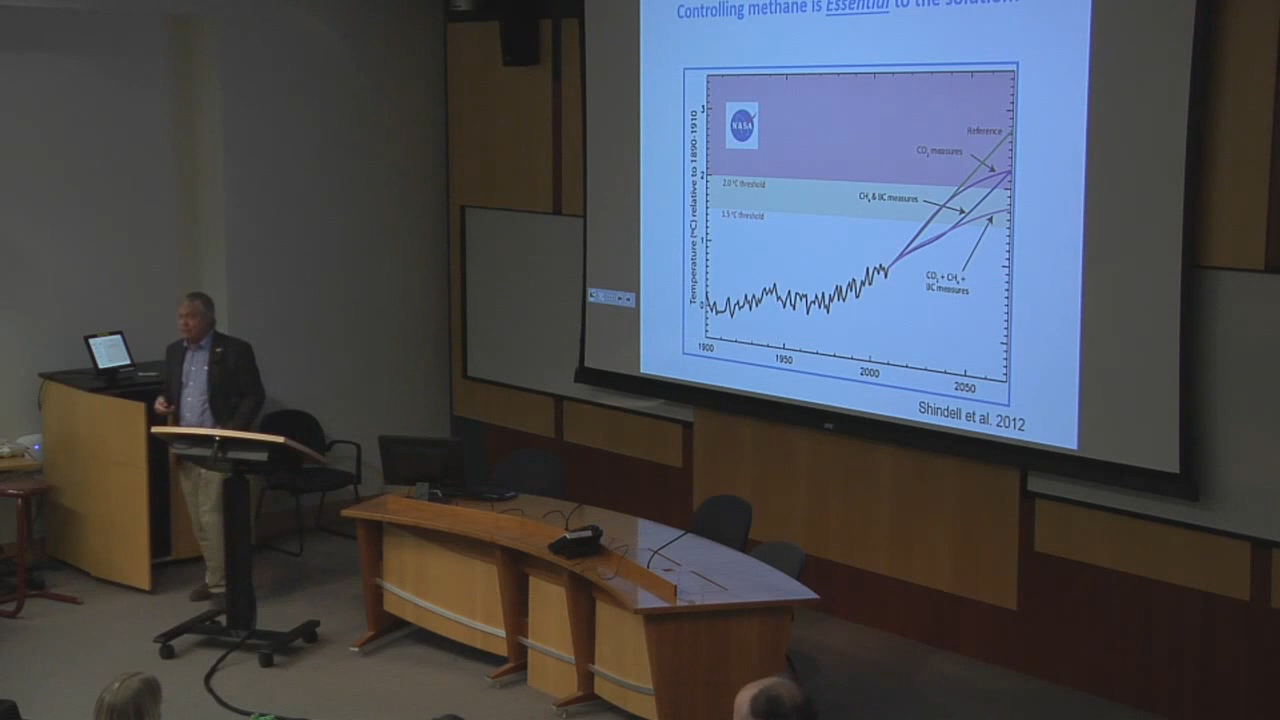 Controlling methane is Essential to the solution!
Temperature (°C) relative to 1890-1910
3
2
1
0
NASA
Reference
CO₂ measures
2.0 °C threshold
CH₄ & BC measures
1.5 °C threshold
CO₂ + CH₄ +
BC measures
1900
1950
2000
2050
Shindell et al. 2012